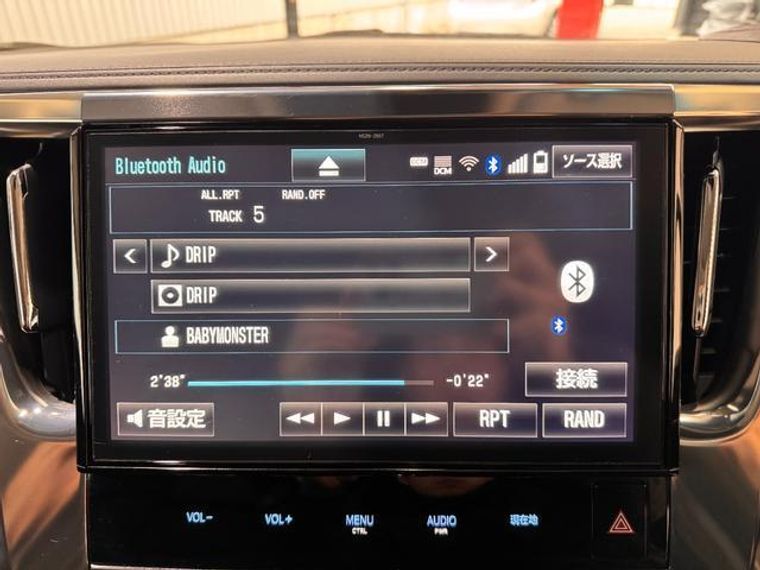 Bluetooth Audio
DCM
ソース選択
ALL.RPT RAND.OFF
TRACK 5
DRIP
DRIP
BABYMONSTER
2'38" -0'22"
接続
音設定 RPT RAND
VOL- VOL+ MENU AUDIO 現在地
CTRL PWR